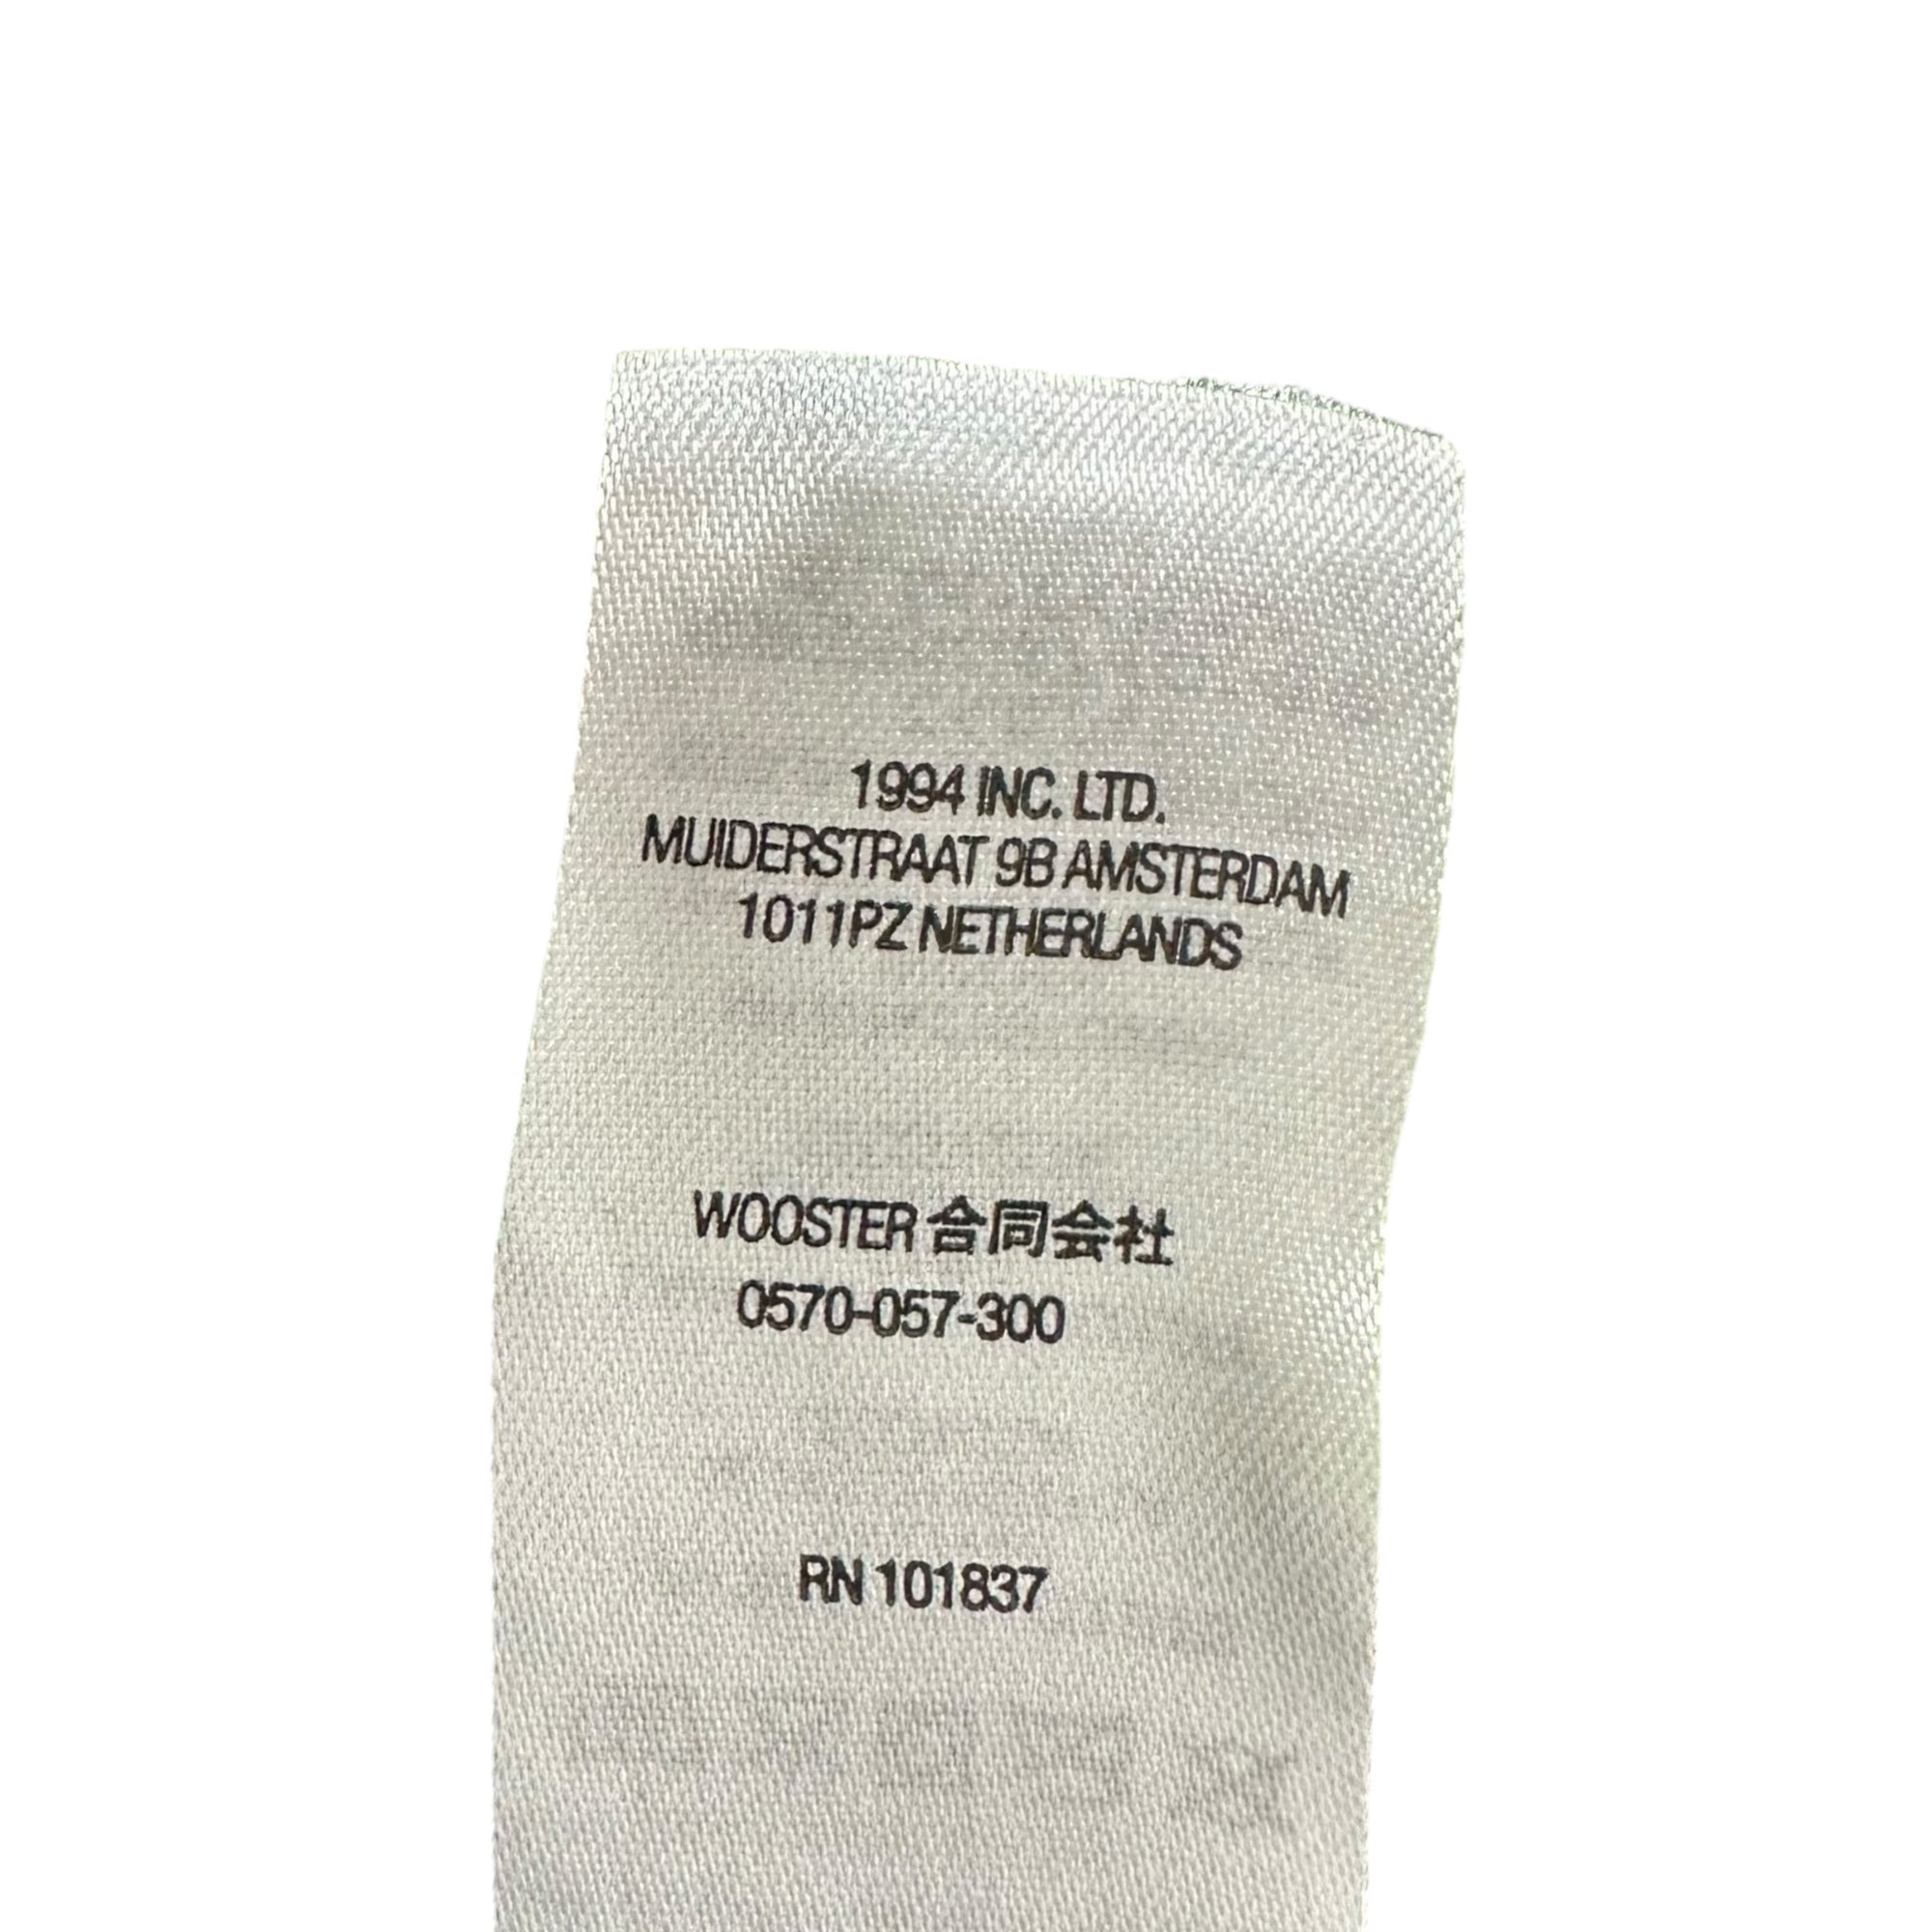 1994 INC. LTD.
MUIDERSTRAAT 9B AMSTERDAM
1011PZ NETHERLANDS
WOOSTER 合同会社
0570-057-300
RN 101837